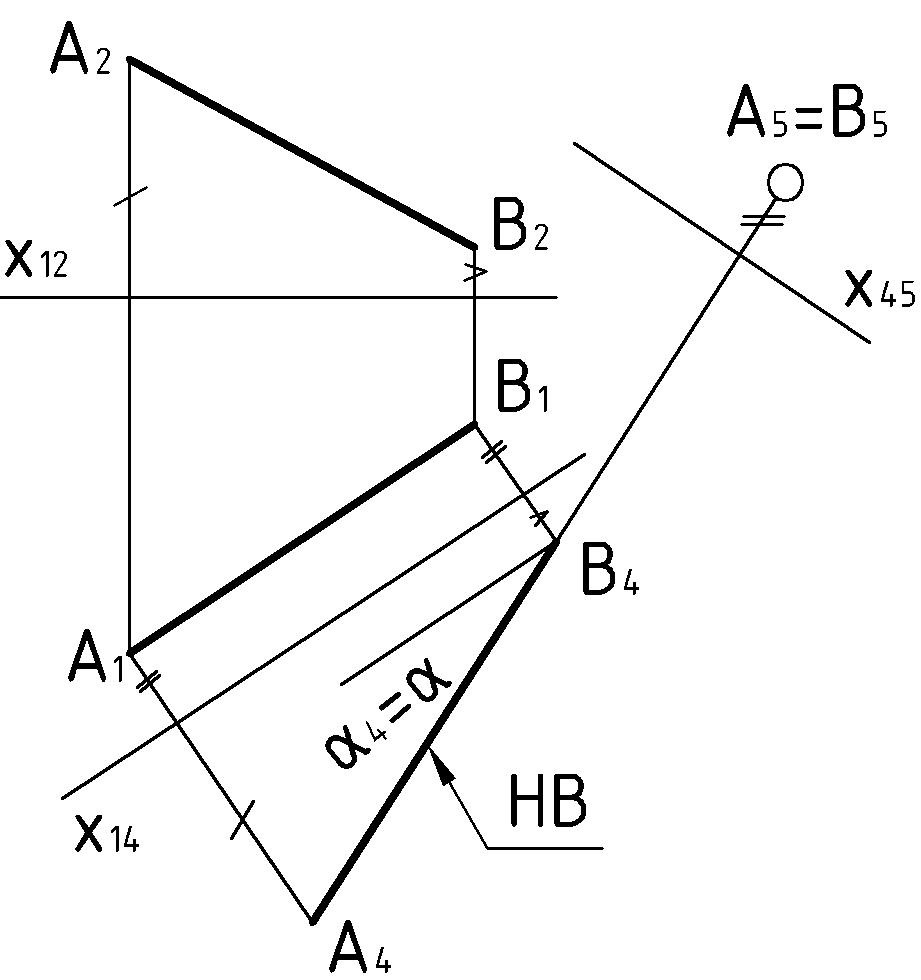 A₂
A₅=B₅
B₂
x₁₂
x₄₅
B₁
B₄
A₁
α₄=α
HB
x₁₄
A₄